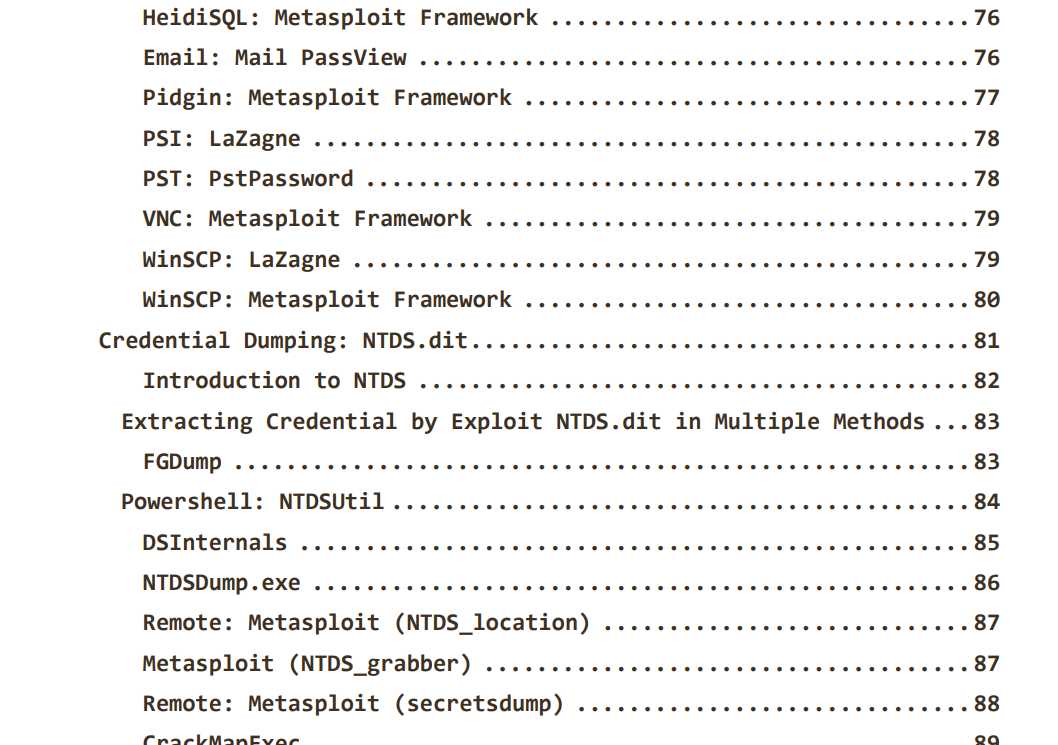 HeidiSQL: Metasploit Framework ................................76
Email: Mail PassView ..........................................76
Pidgin: Metasploit Framework ..................................77
PSI: LaZagne ..................................................78
PST: PstPassword ..............................................78
VNC: Metasploit Framework .....................................79
WinSCP: LaZagne ...............................................79
WinSCP: Metasploit Framework ..................................80
Credential Dumping: NTDS.dit......................................81
Introduction to NTDS ..........................................82
Extracting Credential by Exploit NTDS.dit in Multiple Methods ...83
FGDump ........................................................83
Powershell: NTDSUtil ............................................84
DSInternals ...................................................85
NTDSDump.exe ..................................................86
Remote: Metasploit (NTDS_location) ............................87
Metasploit (NTDS_grabber) .....................................87
Remote: Metasploit (secretsdump) ..............................88
CrackMapExec ..................................................89